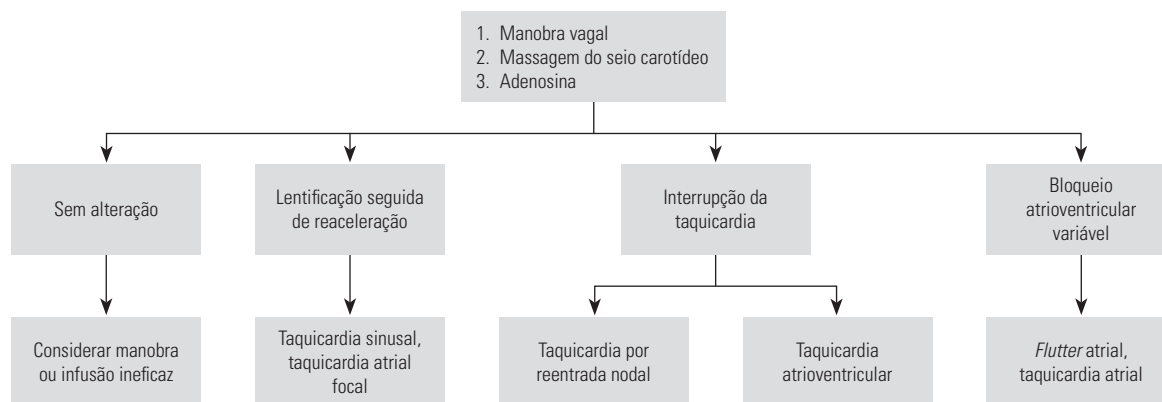 1. Manobra vagal
2. Massagem do seio carotídeo
3. Adenosina
Sem alteração
Lentificação seguida
de reaceleração
Interrupção da
taquicardia
Bloqueio
atrioventricular
variável
Considerar manobra
ou infusão ineficaz
Taquicardia sinusal,
taquicardia atrial
focal
Taquicardia por
reentrada nodal
Taquicardia
atrioventricular
Flutter atrial,
taquicardia atrial